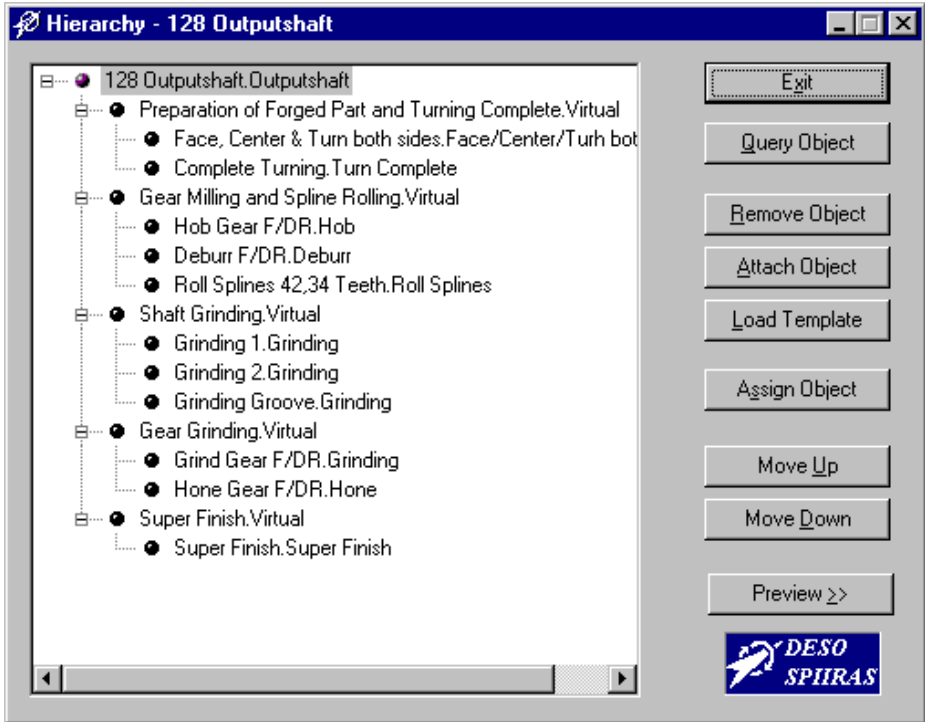 Hierarchy - 128 Outputshaft
128 Outputshaft.Outputshaft
Preparation of Forged Part and Turning Complete.Virtual
Face, Center & Turn both sides.Face/Center/Turh bot
Complete Turning.Turn Complete
Gear Milling and Spline Rolling.Virtual
Hob Gear F/DR.Hob
Deburr F/DR.Deburr
Roll Splines 42,34 Teeth.Roll Splines
Shaft Grinding.Virtual
Grinding 1.Grinding
Grinding 2.Grinding
Grinding Groove.Grinding
Gear Grinding.Virtual
Grind Gear F/DR.Grinding
Hone Gear F/DR.Hone
Super Finish.Virtual
Super Finish.Super Finish
Exit
Query Object
Remove Object
Attach Object
Load Template
Assign Object
Move Up
Move Down
Preview >>
DESO
SPIIRAS